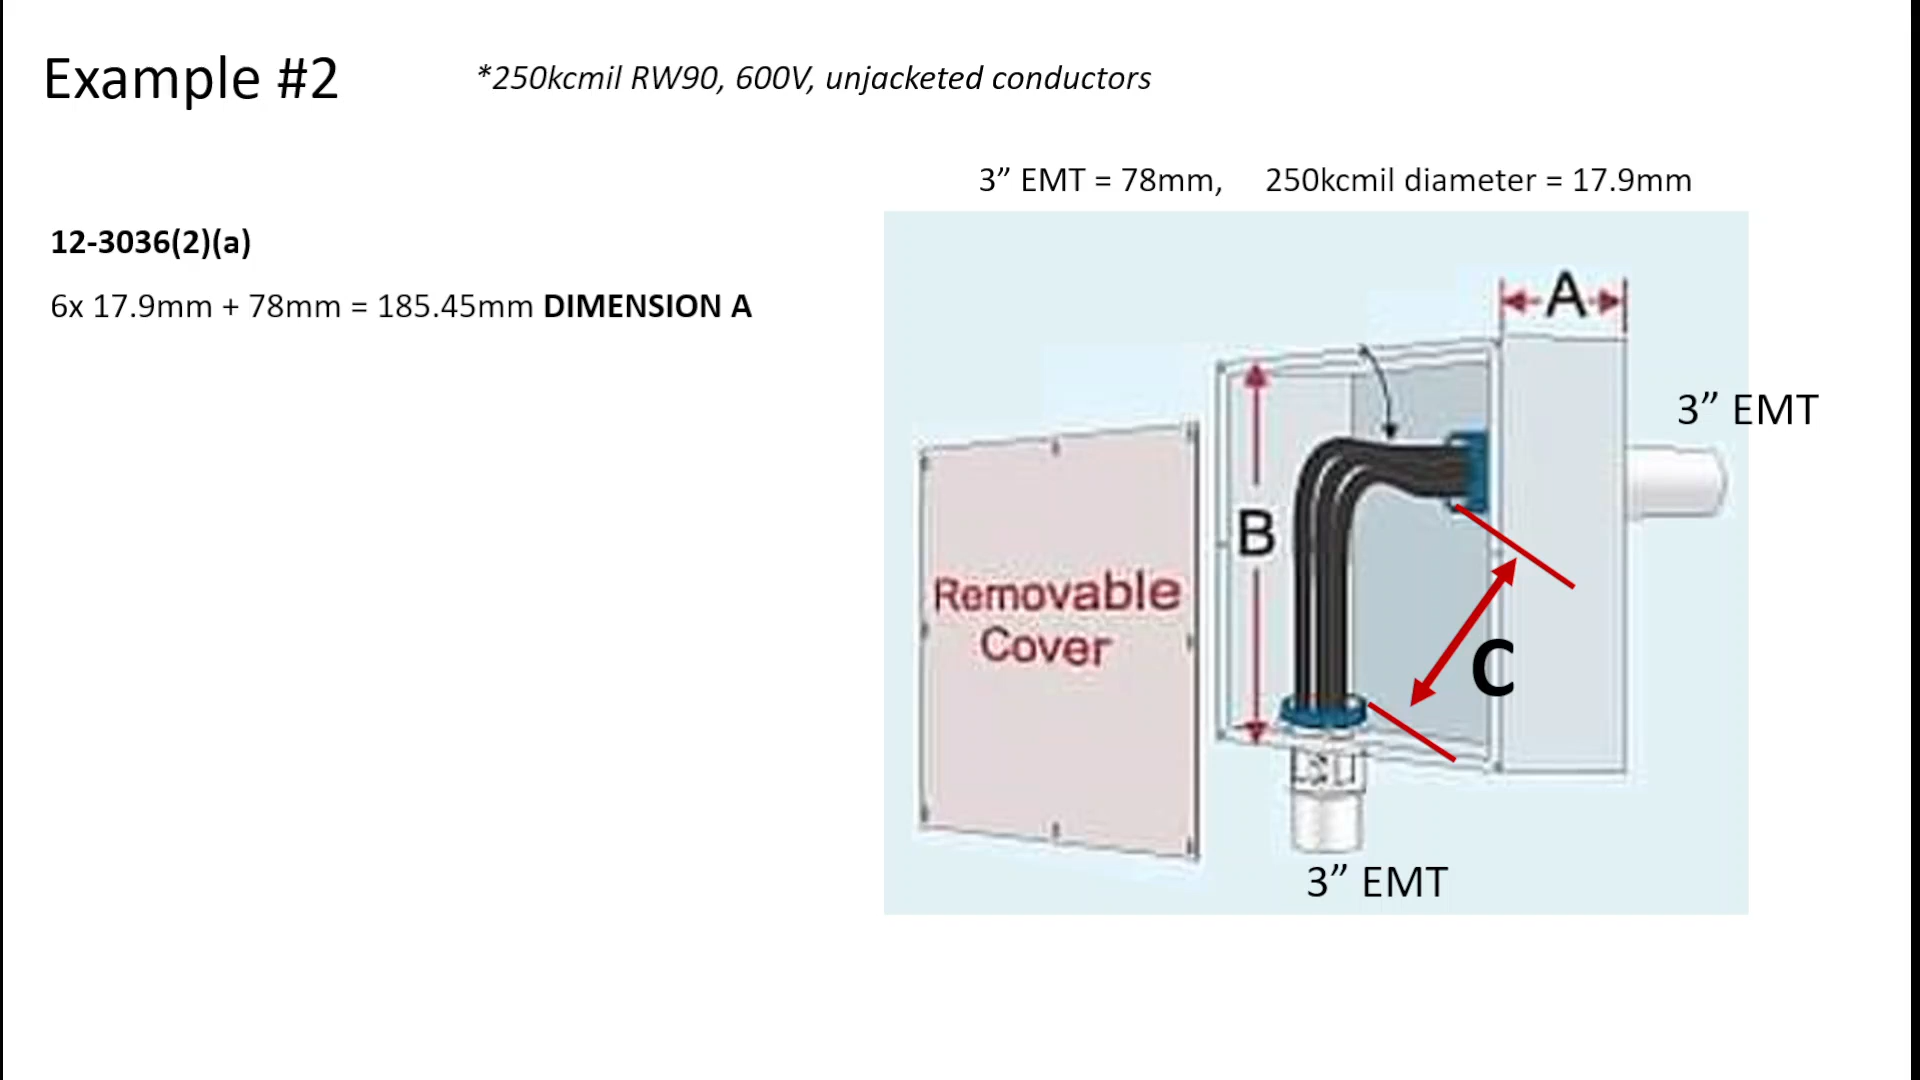 Example #2
*250kcmil RW90, 600V, unjacketed conductors
3” EMT = 78mm, 250kcmil diameter = 17.9mm
12-3036(2)(a)
6x 17.9mm + 78mm = 185.45mm DIMENSION A
A
3” EMT
B
Removable
Cover
C
3” EMT